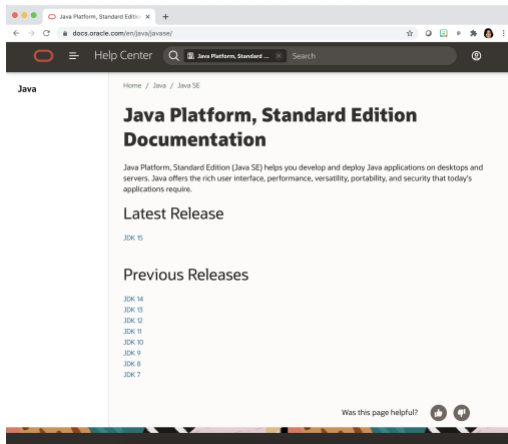 Java Platform, Standard Edition
docs.oracle.com/en/java/javase/
Help Center
Java Platform, Standard ...
Search
Java
Home / Java / Java SE
Java Platform, Standard Edition
Documentation
Java Platform, Standard Edition (Java SE) helps you develop and deploy Java applications on desktops and
servers. Java offers the rich user interface, performance, versatility, portability, and security that today's
applications require.
Latest Release
JDK 15
Previous Releases
JDK 14
JDK 13
JDK 12
JDK 11
JDK 10
JDK 9
JDK 8
JDK 7
Was this page helpful?